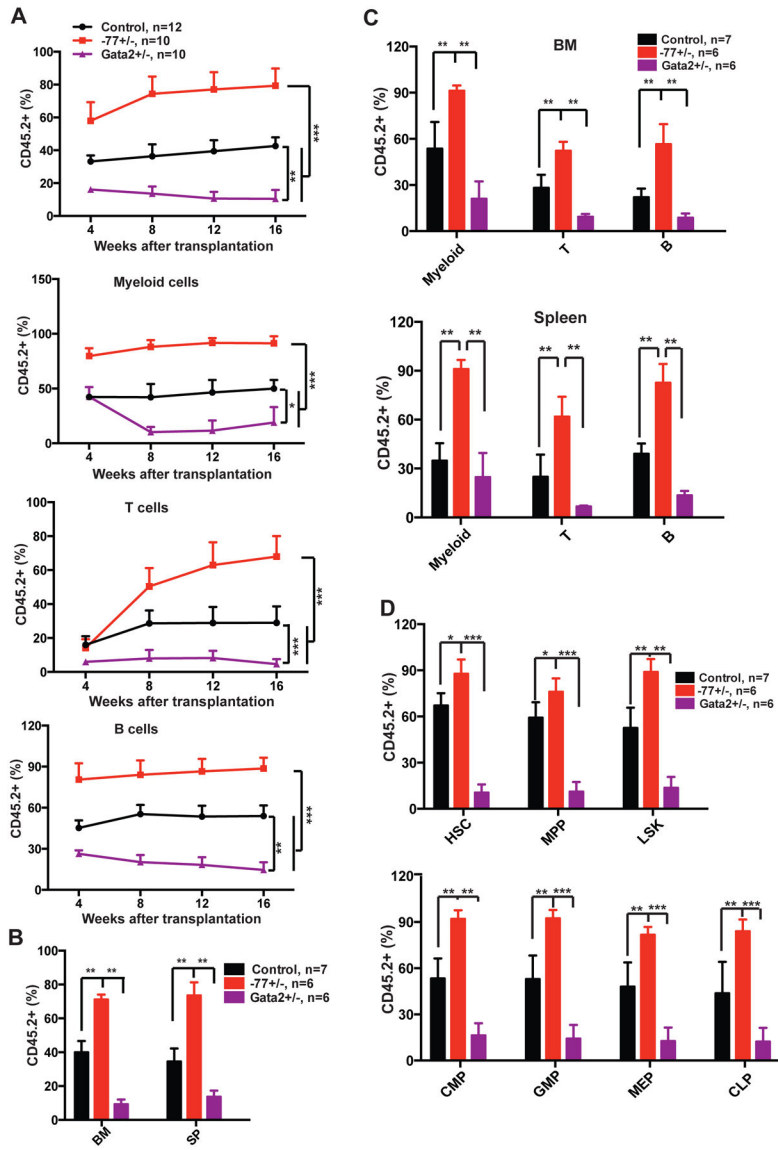 A
Control, n=12
-77+/-, n=10
Gata2+/-, n=10
CD45.2+ (%)
100
80
60
40
20
0
4
8
12
16
Weeks after transplantation
**
***
Myeloid cells
CD45.2+ (%)
150
100
50
0
4
8
12
16
Weeks after transplantation
*
***
T cells
CD45.2+ (%)
100
80
60
40
20
0
4
8
12
16
***
***
B cells
CD45.2+ (%)
120
90
60
30
0
4
8
12
16
Weeks after transplantation
**
***
B
Control, n=7
-77+/-, n=6
Gata2+/-, n=6
CD45.2+ (%)
100
80
60
40
20
0
** **
** **
BM
SP
C
BM
Control, n=7
-77+/-, n=6
Gata2+/-, n=6
CD45.2+ (%)
120
90
60
30
0
** **
** **
** **
Myeloid
T
B
Spleen
CD45.2+ (%)
120
90
60
30
0
** **
** **
** **
Myeloid
T
B
D
Control, n=7
-77+/-, n=6
Gata2+/-, n=6
CD45.2+ (%)
120
90
60
30
0
* ***
* ***
** **
HSC
MPP
LSK
CD45.2+ (%)
120
90
60
30
0
** **
** ***
** ***
** ***
CMP
GMP
MEP
CLP